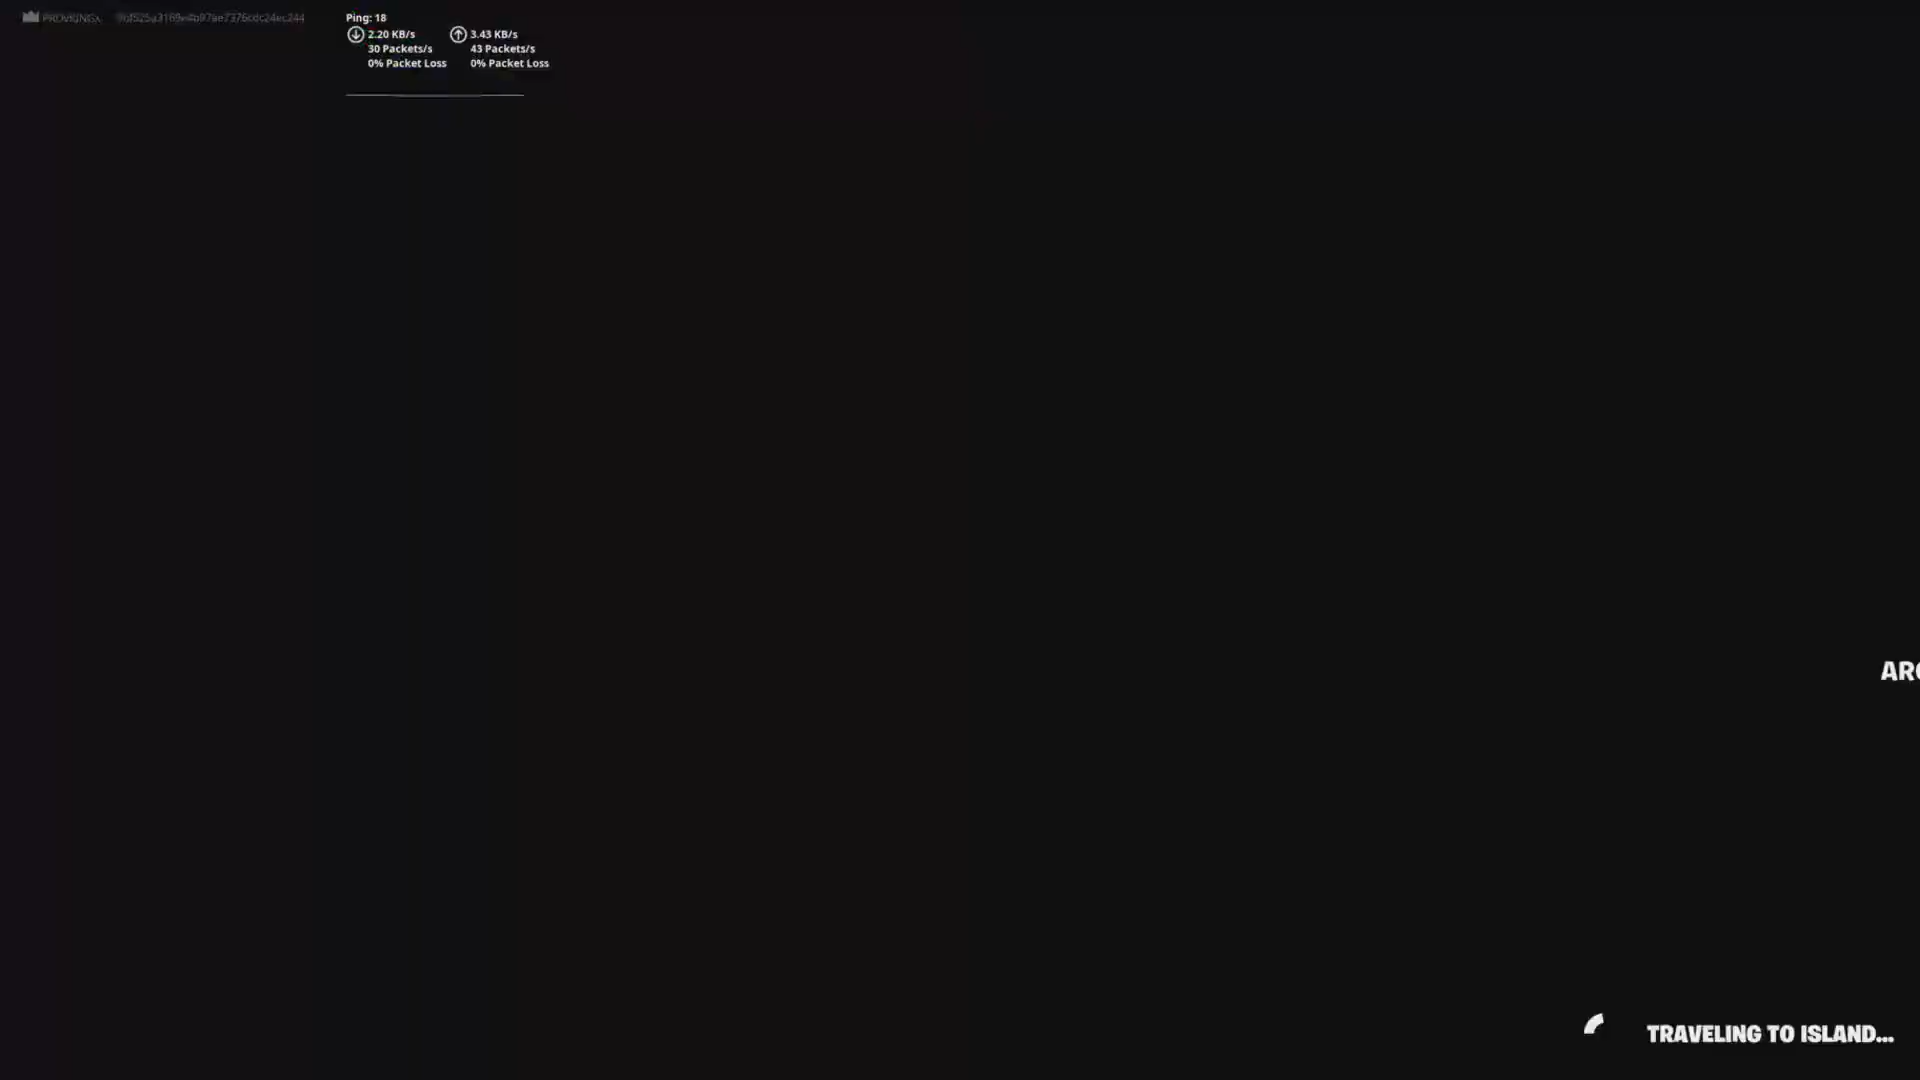 Ping: 18
2.20 KB/s 3.43 KB/s
30 Packets/s 43 Packets/s
0% Packet Loss 0% Packet Loss
TRAVELING TO ISLAND...